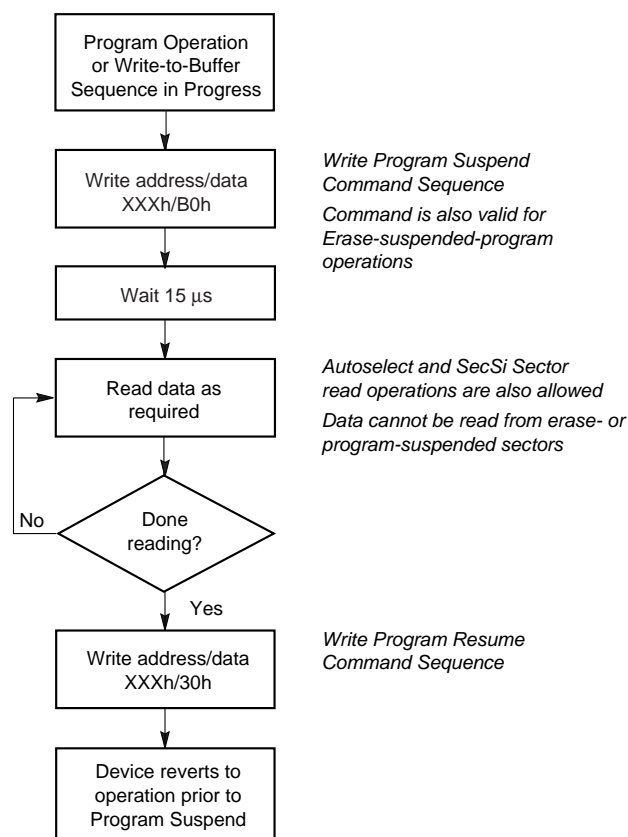 Program Operation
or Write-to-Buffer
Sequence in Progress
Write address/data
XXXh/B0h
Write Program Suspend
Command Sequence
Command is also valid for
Erase-suspended-program
operations
Wait 15 μs
Read data as
required
Autoselect and SecSi Sector
read operations are also allowed
Data cannot be read from erase- or
program-suspended sectors
No
Done
reading?
Yes
Write address/data
XXXh/30h
Write Program Resume
Command Sequence
Device reverts to
operation prior to
Program Suspend